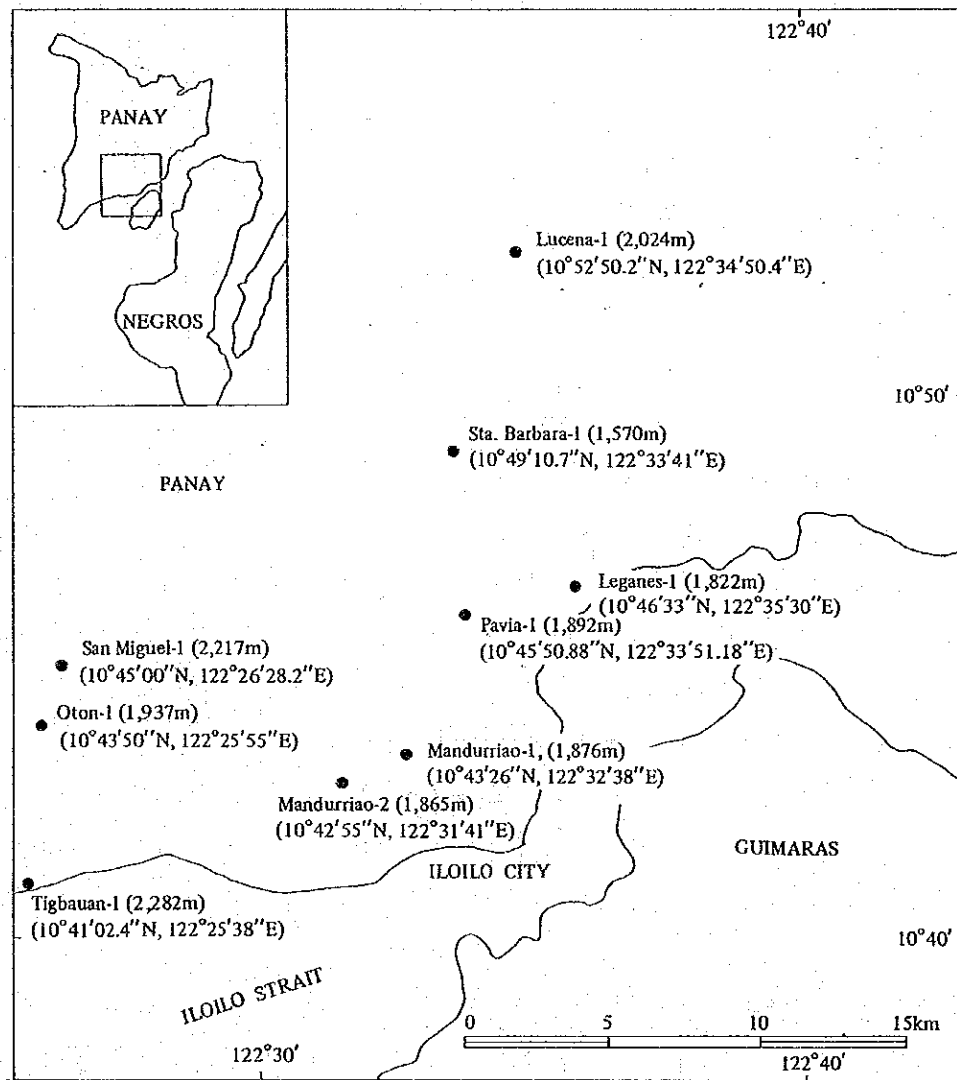 122°40′
PANAY
NEGROS
Lucena-1 (2,024m)
(10°52′50.2″N, 122°34′50.4″E)
10°50′
Sta. Barbara-1 (1,570m)
(10°49′10.7″N, 122°33′41″E)
PANAY
Leganes-1 (1,822m)
(10°46′33″N, 122°35′30″E)
Pavia-1 (1,892m)
(10°45′50.88″N, 122°33′51.18″E)
San Miguel-1 (2,217m)
(10°45′00″N, 122°26′28.2″E)
Oton-1 (1,937m)
(10°43′50″N, 122°25′55″E)
Mandurriao-1, (1,876m)
(10°43′26″N, 122°32′38″E)
Mandurriao-2 (1,865m)
(10°42′55″N, 122°31′41″E)
GUIMARAS
ILOILO CITY
Tigbauan-1 (2,282m)
(10°41′02.4″N, 122°25′38″E)
10°40′
ILOILO STRAIT
0 5 10 15km
122°30′
122°40′